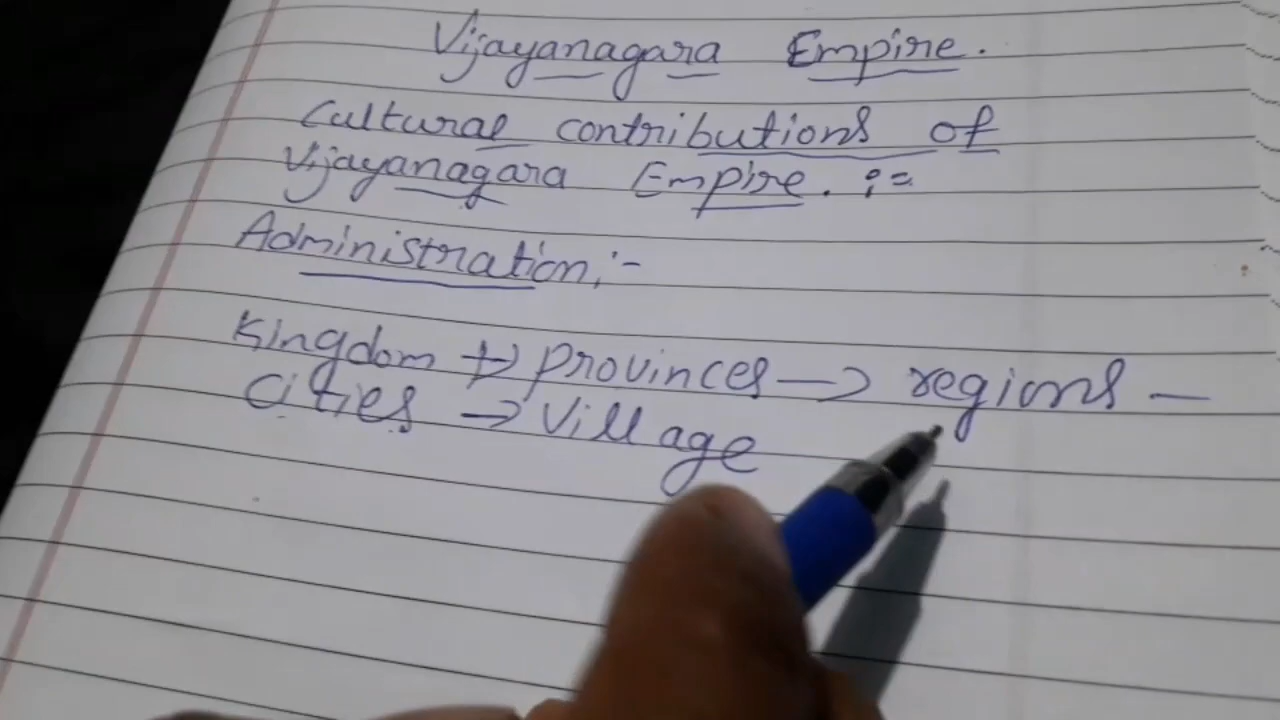 Vijayanagara Empire.
Cultural contributions of
Vijayanagara Empire. :=
Administration:-
Kingdom → provinces → regions —
Cities → Village